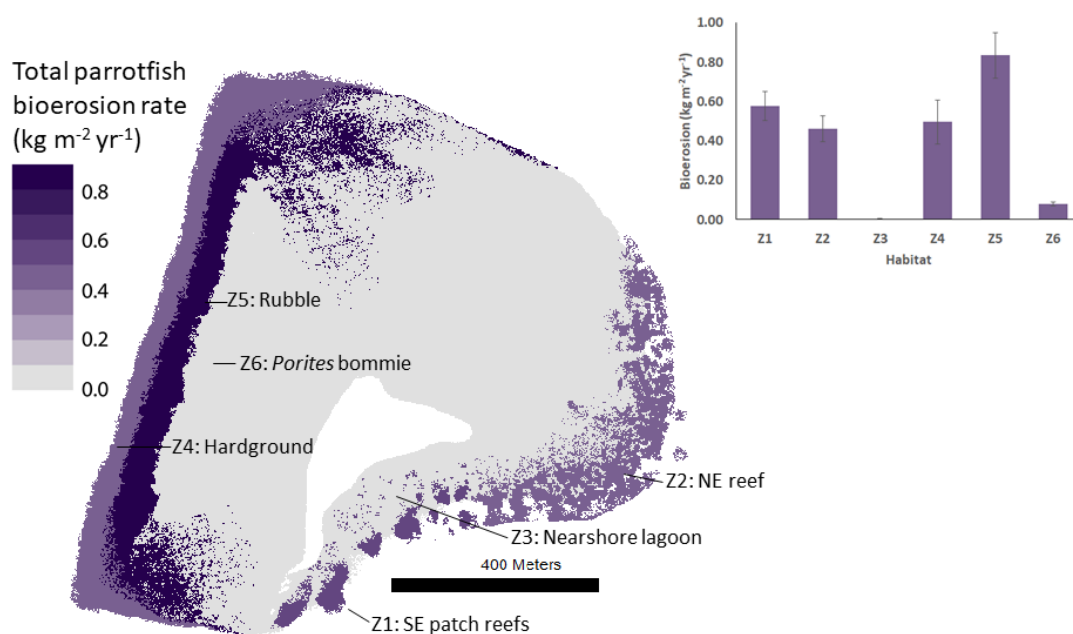 Total parrotfish
bioerosion rate
(kg m⁻² yr⁻¹)
0.8
0.6
0.4
0.2
0.0
Z5: Rubble
Z6: Porites bommie
Z4: Hardground
Z2: NE reef
Z3: Nearshore lagoon
400 Meters
Z1: SE patch reefs
Bioerosion (kg m⁻² yr⁻¹)
1.00
0.80
0.60
0.40
0.20
0.00
Z1 Z2 Z3 Z4 Z5 Z6
Habitat